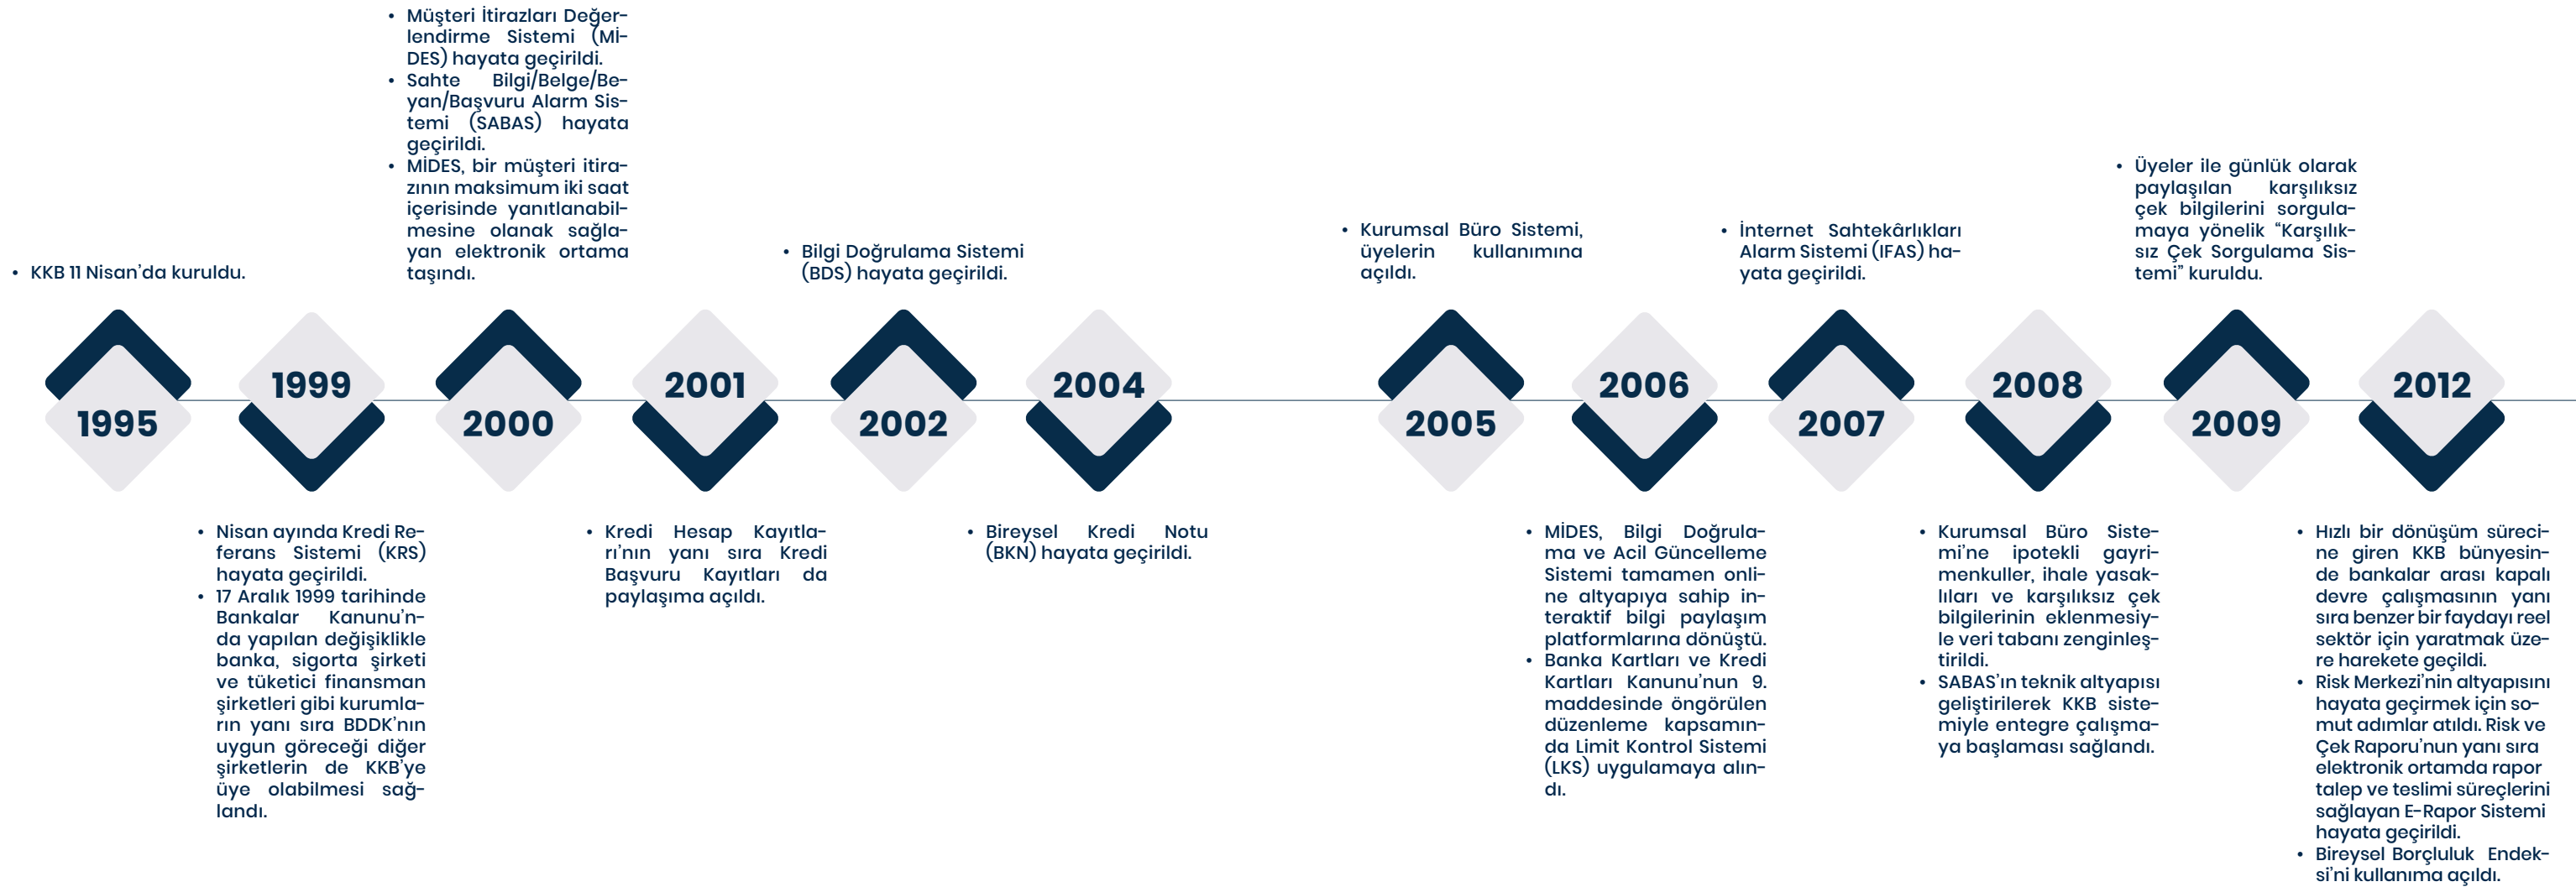 • KKB 11 Nisan’da kuruldu.
1995
1999
• Nisan ayında Kredi Re-
ferans Sistemi (KRS)
hayata geçirildi.
• 17 Aralık 1999 tarihinde
Bankalar Kanunu’n-
da yapılan değişiklikle
banka, sigorta şirketi
ve tüketici finansman
şirketleri gibi kurumla-
rın yanı sıra BDDK’nın
uygun göreceği diğer
şirketlerin de KKB’ye
üye olabilmesi sağ-
landı.
• Müşteri İtirazları Değer-
lendirme Sistemi (Mİ-
DES) hayata geçirildi.
• Sahte Bilgi/Belge/Be-
yan/Başvuru Alarm Sis-
temi (SABAS) hayata
geçirildi.
• MİDES, bir müşteri itira-
zının maksimum iki saat
içerisinde yanıtlanabil-
mesine olanak sağla-
yan elektronik ortama
taşındı.
2000
2001
• Kredi Hesap Kayıtla-
rı’nın yanı sıra Kredi
Başvuru Kayıtları da
paylaşıma açıldı.
• Bilgi Doğrulama Sistemi
(BDS) hayata geçirildi.
2002
2004
• Bireysel Kredi Notu
(BKN) hayata geçirildi.
• Kurumsal Büro Sistemi,
üyelerin kullanımına
açıldı.
2005
2006
• MİDES, Bilgi Doğrula-
ma ve Acil Güncelleme
Sistemi tamamen onli-
ne altyapıya sahip in-
teraktif bilgi paylaşım
platformlarına dönüştü.
• Banka Kartları ve Kredi
Kartları Kanunu’nun 9.
maddesinde öngörülen
düzenleme kapsamın-
da Limit Kontrol Sistemi
(LKS) uygulamaya alın-
dı.
• İnternet Sahtekârlıkları
Alarm Sistemi (IFAS) ha-
yata geçirildi.
2007
2008
• Kurumsal Büro Siste-
mi’ne ipotekli gayri-
menkuller, ihale yasak-
lıları ve karşılıksız çek
bilgilerinin eklenmesiy-
le veri tabanı zenginleş-
tirildi.
• SABAS’ın teknik altyapısı
geliştirilerek KKB siste-
miyle entegre çalışma-
ya başlaması sağlandı.
• Üyeler ile günlük olarak
paylaşılan karşılıksız
çek bilgilerini sorgula-
maya yönelik “Karşılık-
sız Çek Sorgulama Sis-
temi” kuruldu.
2009
2012
• Hızlı bir dönüşüm süreci-
ne giren KKB bünyesin-
de bankalar arası kapalı
devre çalışmasının yanı
sıra benzer bir faydayı reel
sektör için yaratmak üze-
re harekete geçildi.
• Risk Merkezi’nin altyapısını
hayata geçirmek için so-
mut adımlar atıldı. Risk ve
Çek Raporu’nun yanı sıra
elektronik ortamda rapor
talep ve teslimi süreçlerini
sağlayan E-Rapor Sistemi
hayata geçirildi.
• Bireysel Borçluluk Endek-
si’ni kullanıma açıldı.